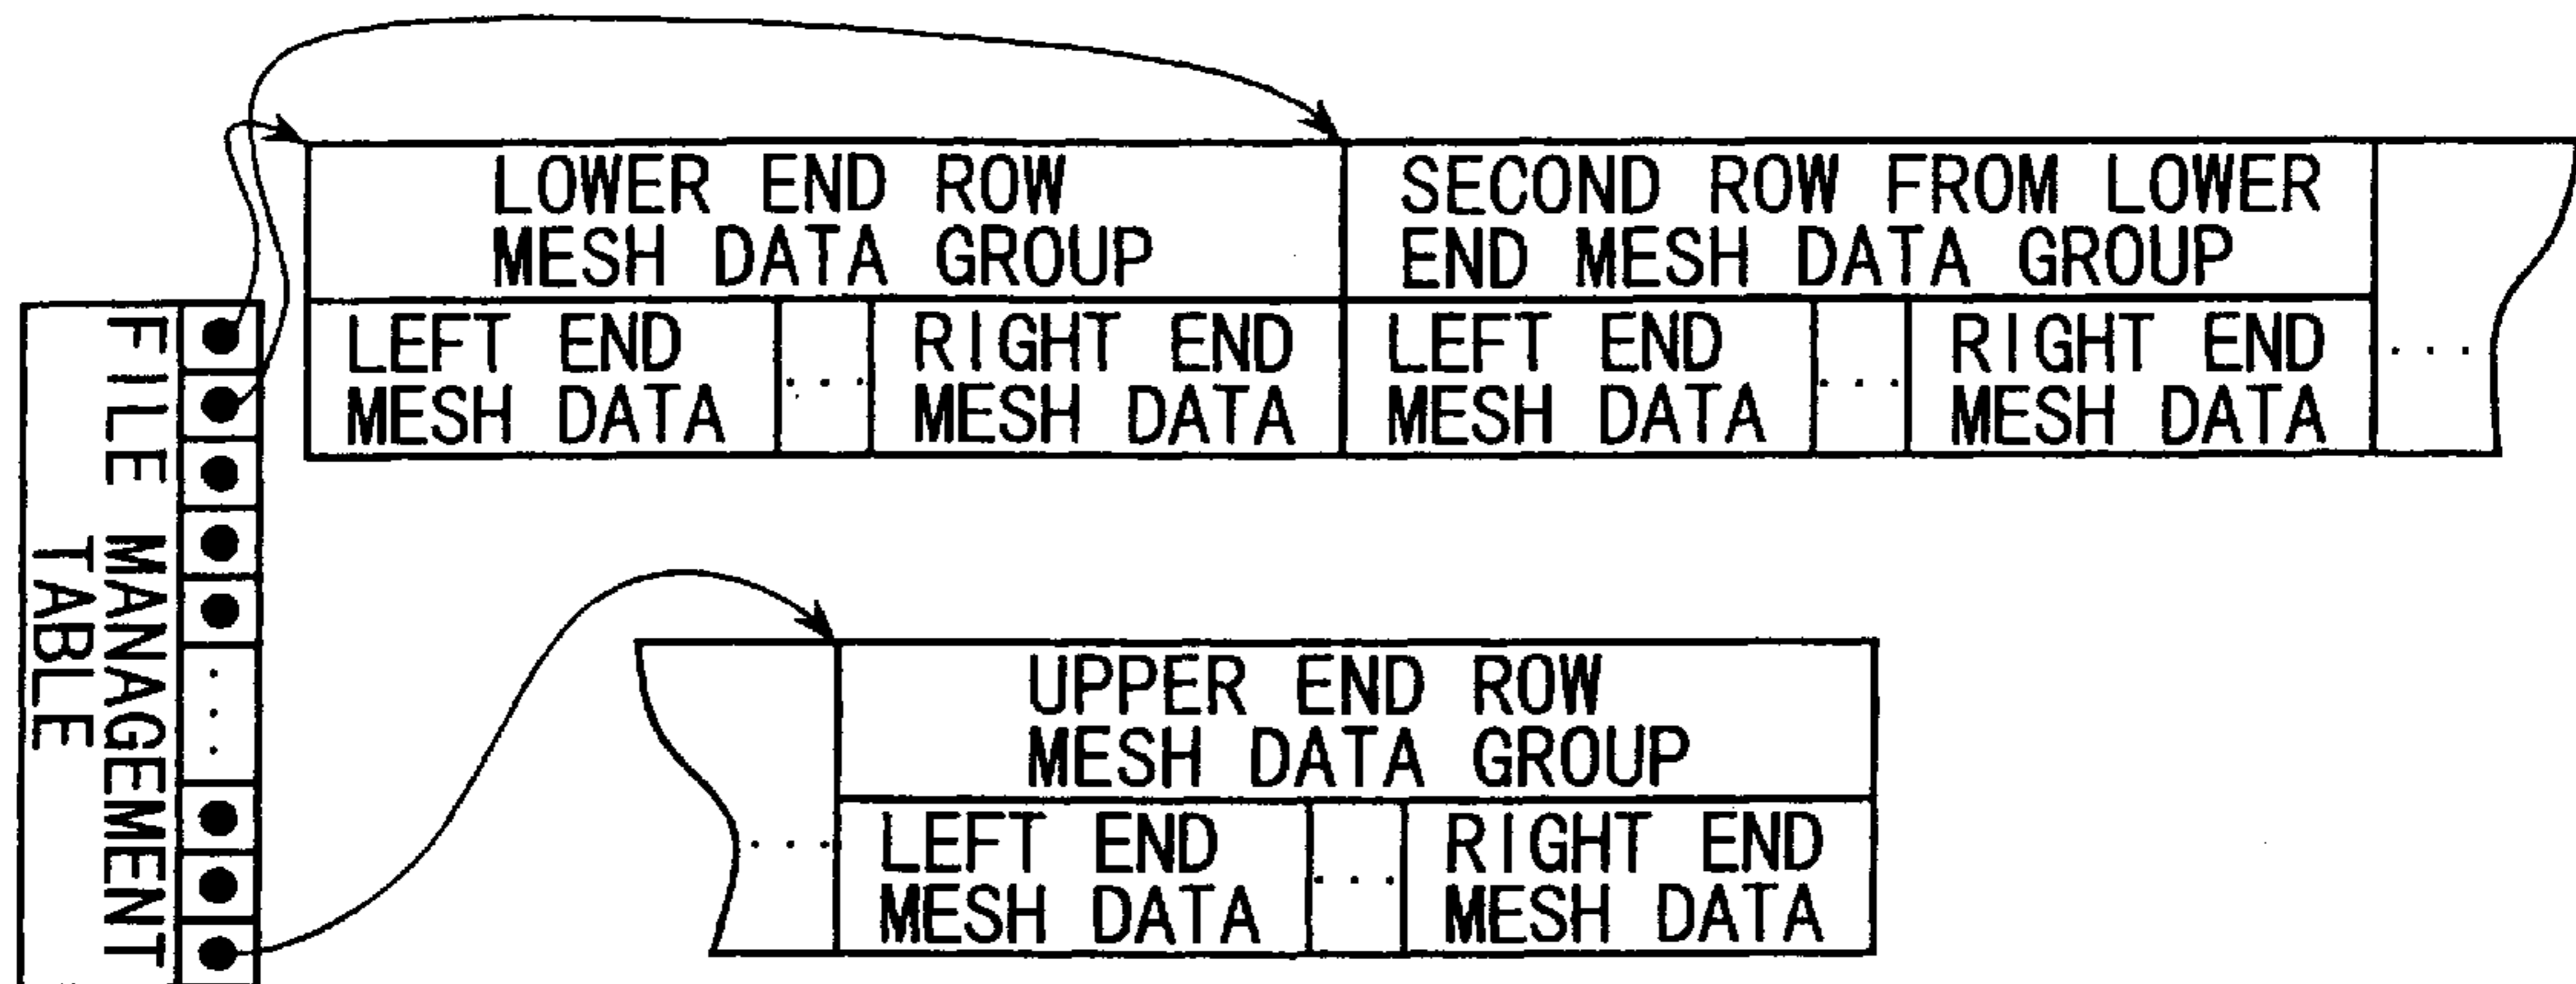 LOWER END ROW
MESH DATA GROUP
SECOND ROW FROM LOWER
END MESH DATA GROUP
LEFT END
MESH DATA
...
RIGHT END
MESH DATA
LEFT END
MESH DATA
...
RIGHT END
MESH DATA
...
FILE MANAGEMENT
TABLE
...
UPPER END ROW
MESH DATA GROUP
...
LEFT END
MESH DATA
...
RIGHT END
MESH DATA